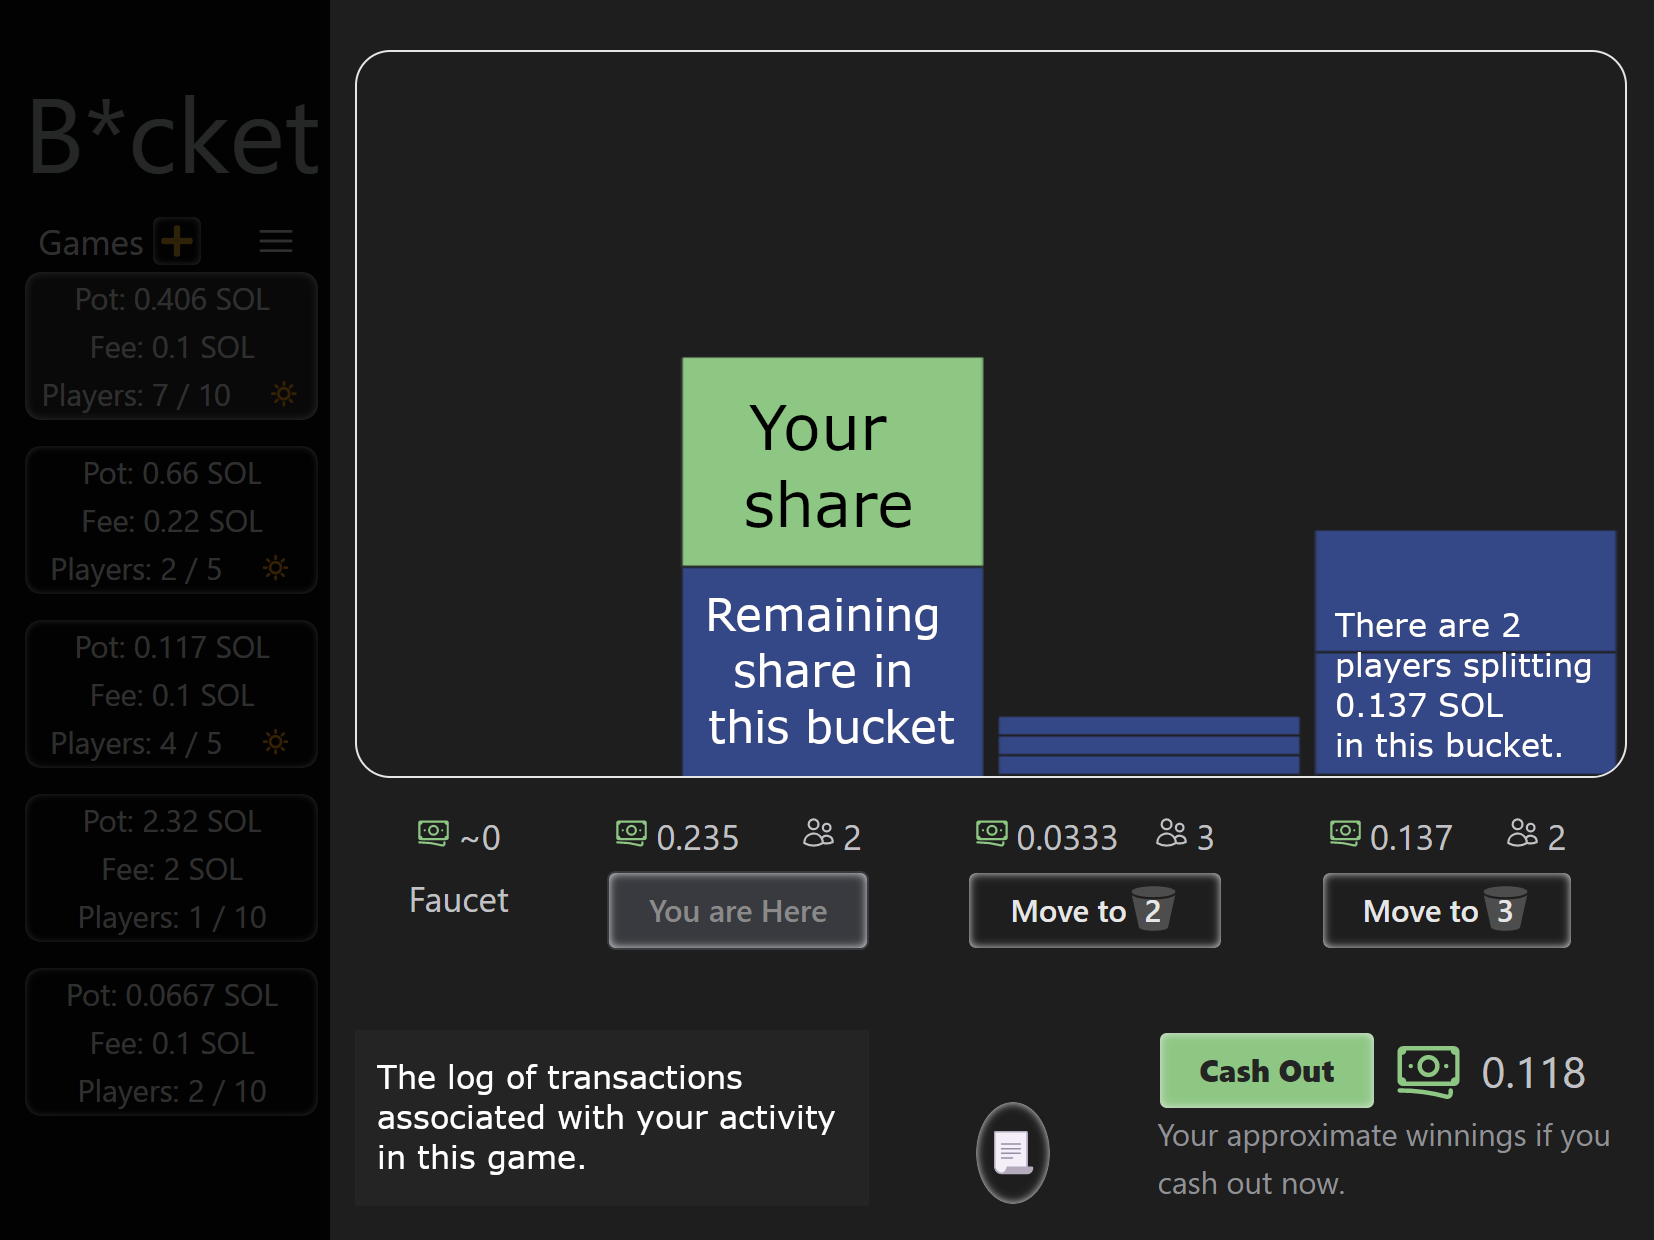 B*cket
Games
Pot: 0.406 SOL
Fee: 0.1 SOL
Players: 7 / 10
Pot: 0.66 SOL
Fee: 0.22 SOL
Players: 2 / 5
Pot: 0.117 SOL
Fee: 0.1 SOL
Players: 4 / 5
Pot: 2.32 SOL
Fee: 2 SOL
Players: 1 / 10
Pot: 0.0667 SOL
Fee: 0.1 SOL
Players: 2 / 10
Your
share
Remaining
share in
this bucket
There are 2
players splitting
0.137 SOL
in this bucket.
~0
Faucet
0.235 2
You are Here
0.0333 3
Move to 2
0.137 2
Move to 3
The log of transactions
associated with your activity
in this game.
Cash Out 0.118
Your approximate winnings if you
cash out now.